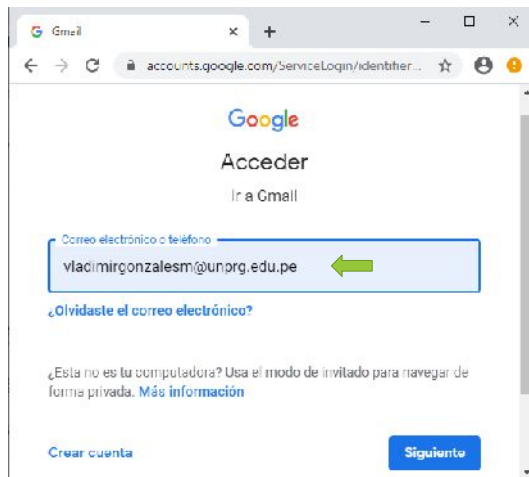 Gmail
accounts.google.com/ServiceLogin/identifier...
Google
Acceder
Ir a Gmail
Correo electrónico o teléfono
vladimirgonzalesm@unprg.edu.pe
¿Olvidaste el correo electrónico?
¿Esta no es tu computadora? Usa el modo de invitado para navegar de
forma privada. Más información
Crear cuenta
Siguiente